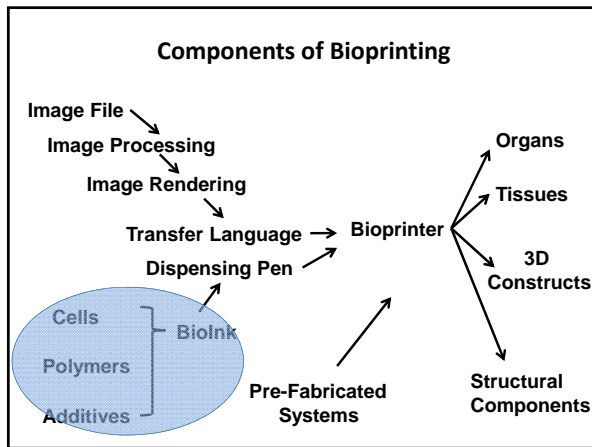 Components of Bioprinting
Image File
Image Processing
Image Rendering
Transfer Language
Dispensing Pen
Cells
Polymers
Additives
BioInk
Pre-Fabricated
Systems
Bioprinter
Organs
Tissues
3D
Constructs
Structural
Components